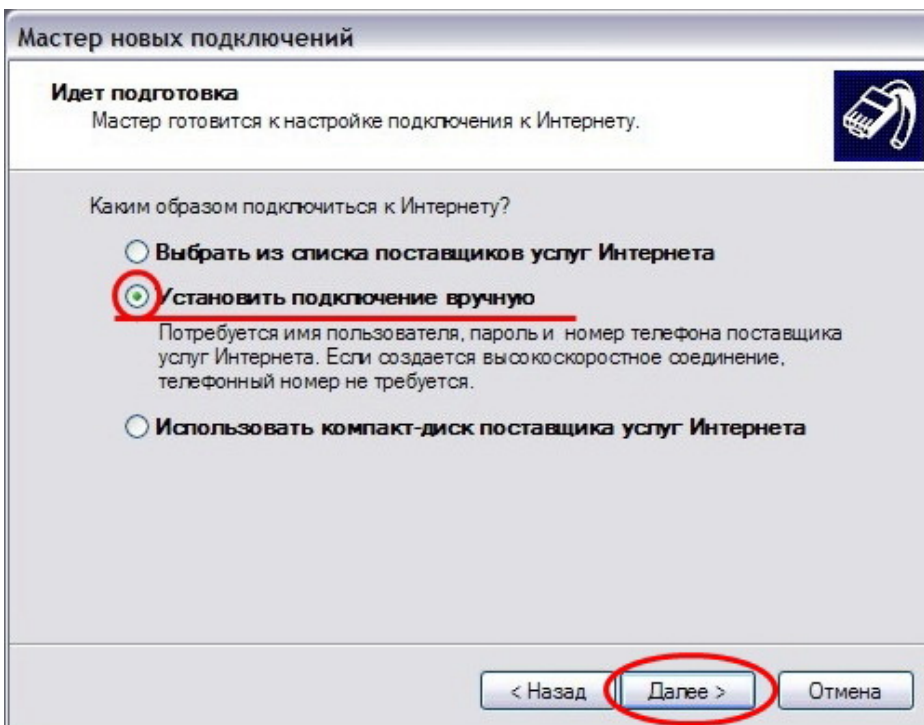 Мастер новых подключений
Идет подготовка
Мастер готовится к настройке подключения к Интернету.
Каким образом подключиться к Интернету?
Выбрать из списка поставщиков услуг Интернета
Установить подключение вручную
Потребуется имя пользователя, пароль и номер телефона поставщика
услуг Интернета. Если создается высокоскоростное соединение,
телефонный номер не требуется.
Использовать компакт-диск поставщика услуг Интернета
< Назад Далее > Отмена